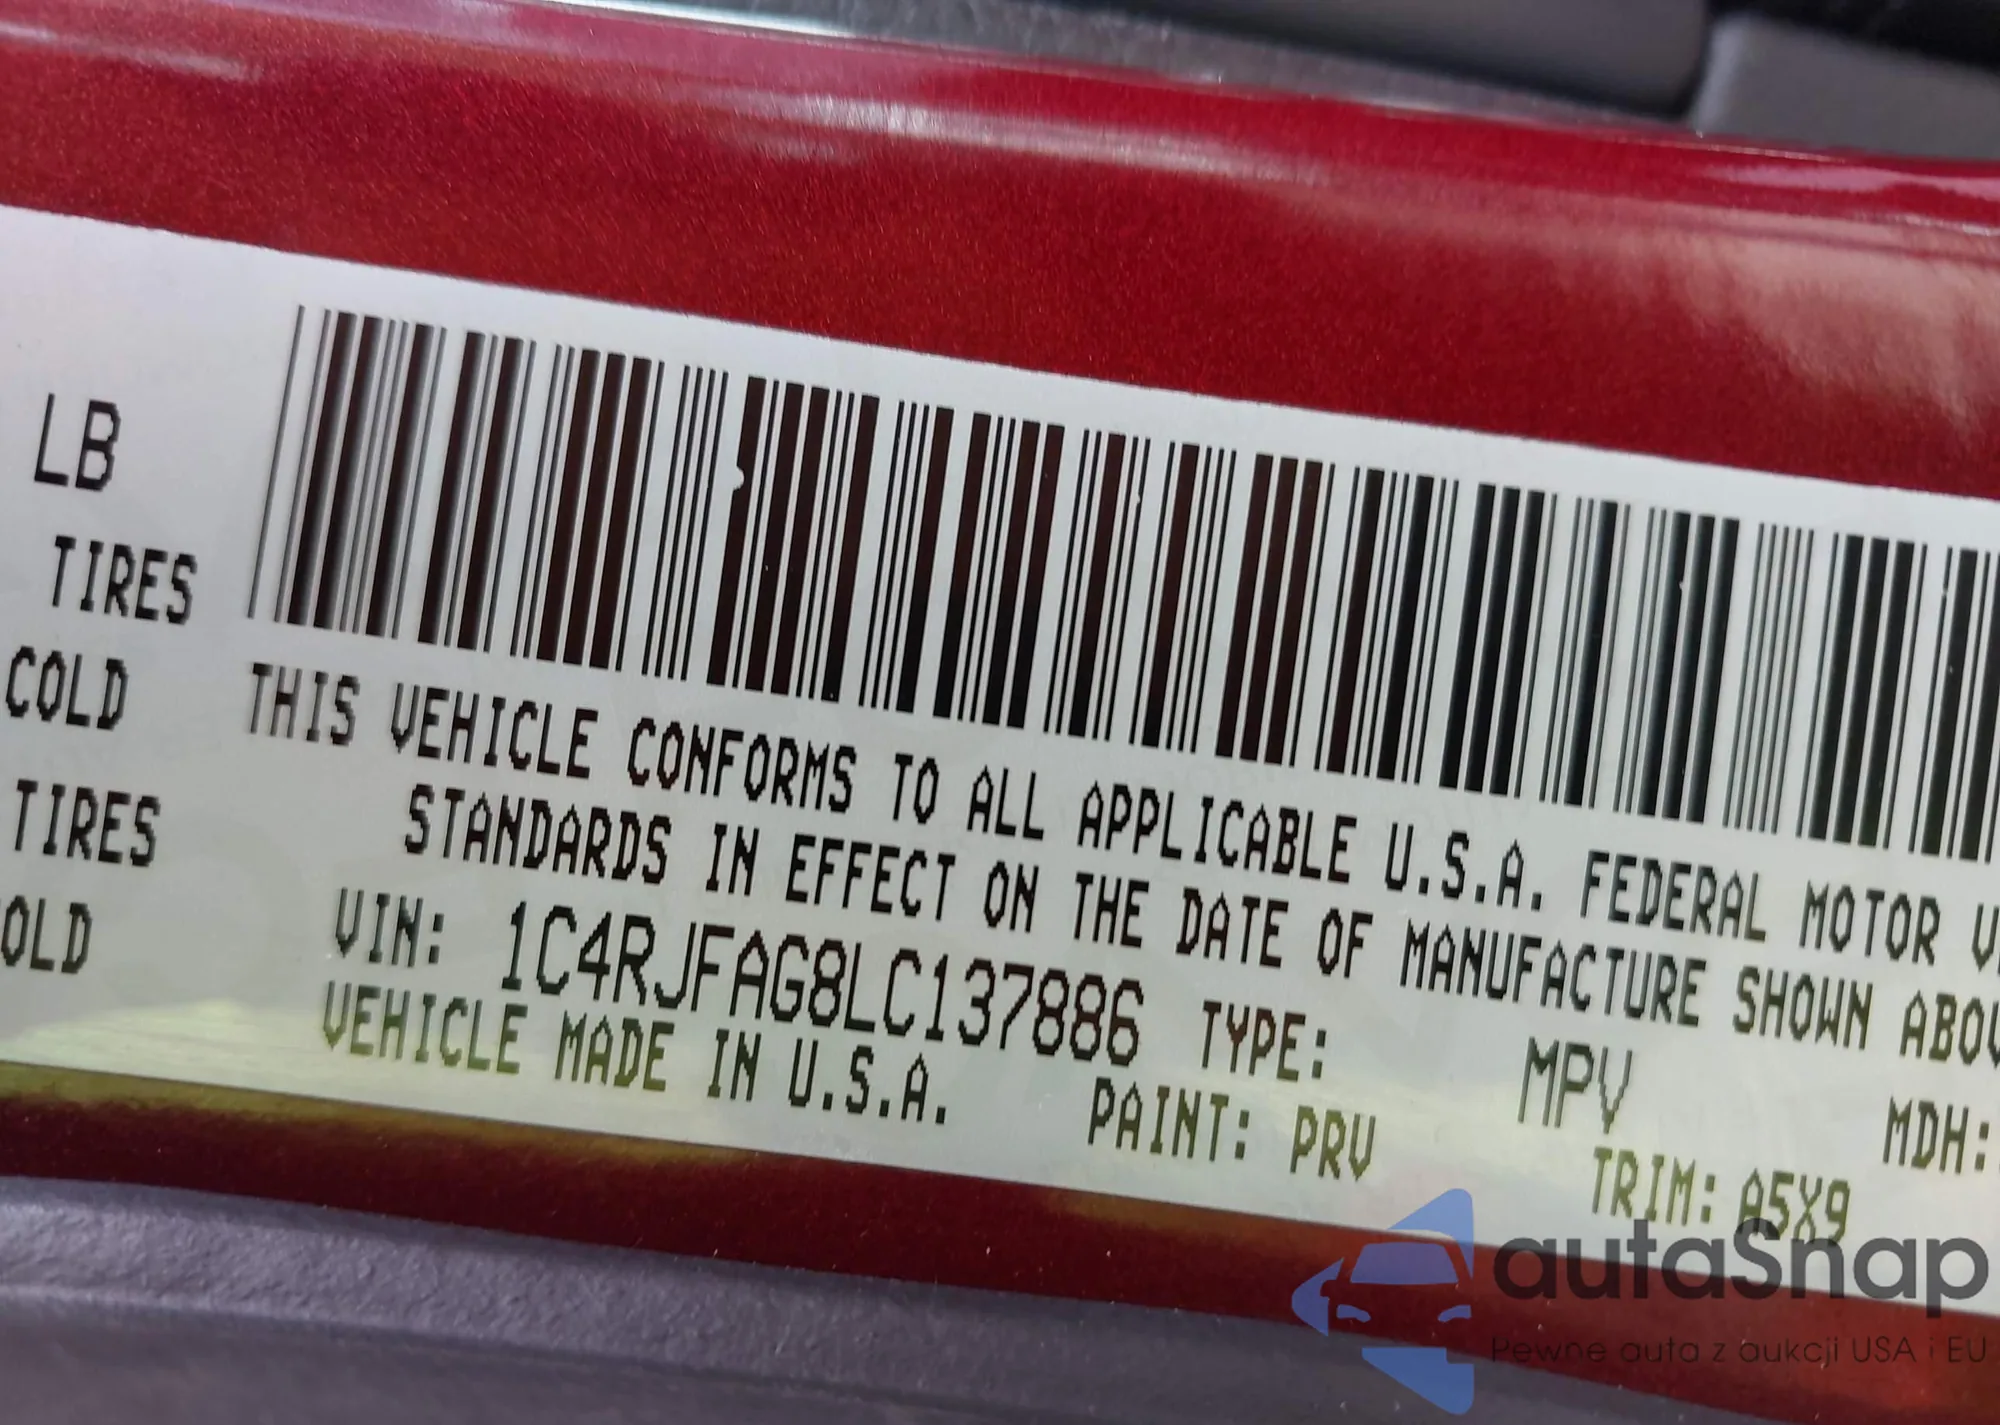 LB
TIRES
COLD
TIRES
OLD
THIS VEHICLE CONFORMS TO ALL APPLICABLE U.S.A. FEDERAL MOTOR V
STANDARDS IN EFFECT ON THE DATE OF MANUFACTURE SHOWN ABOV
VIN: 1C4RJFAG8LC137886 TYPE: MPV MDH:
VEHICLE MADE IN U.S.A. PAINT: PRV TRIM: A5X9
autaSnap
Pewne auta z aukcji USA i EU